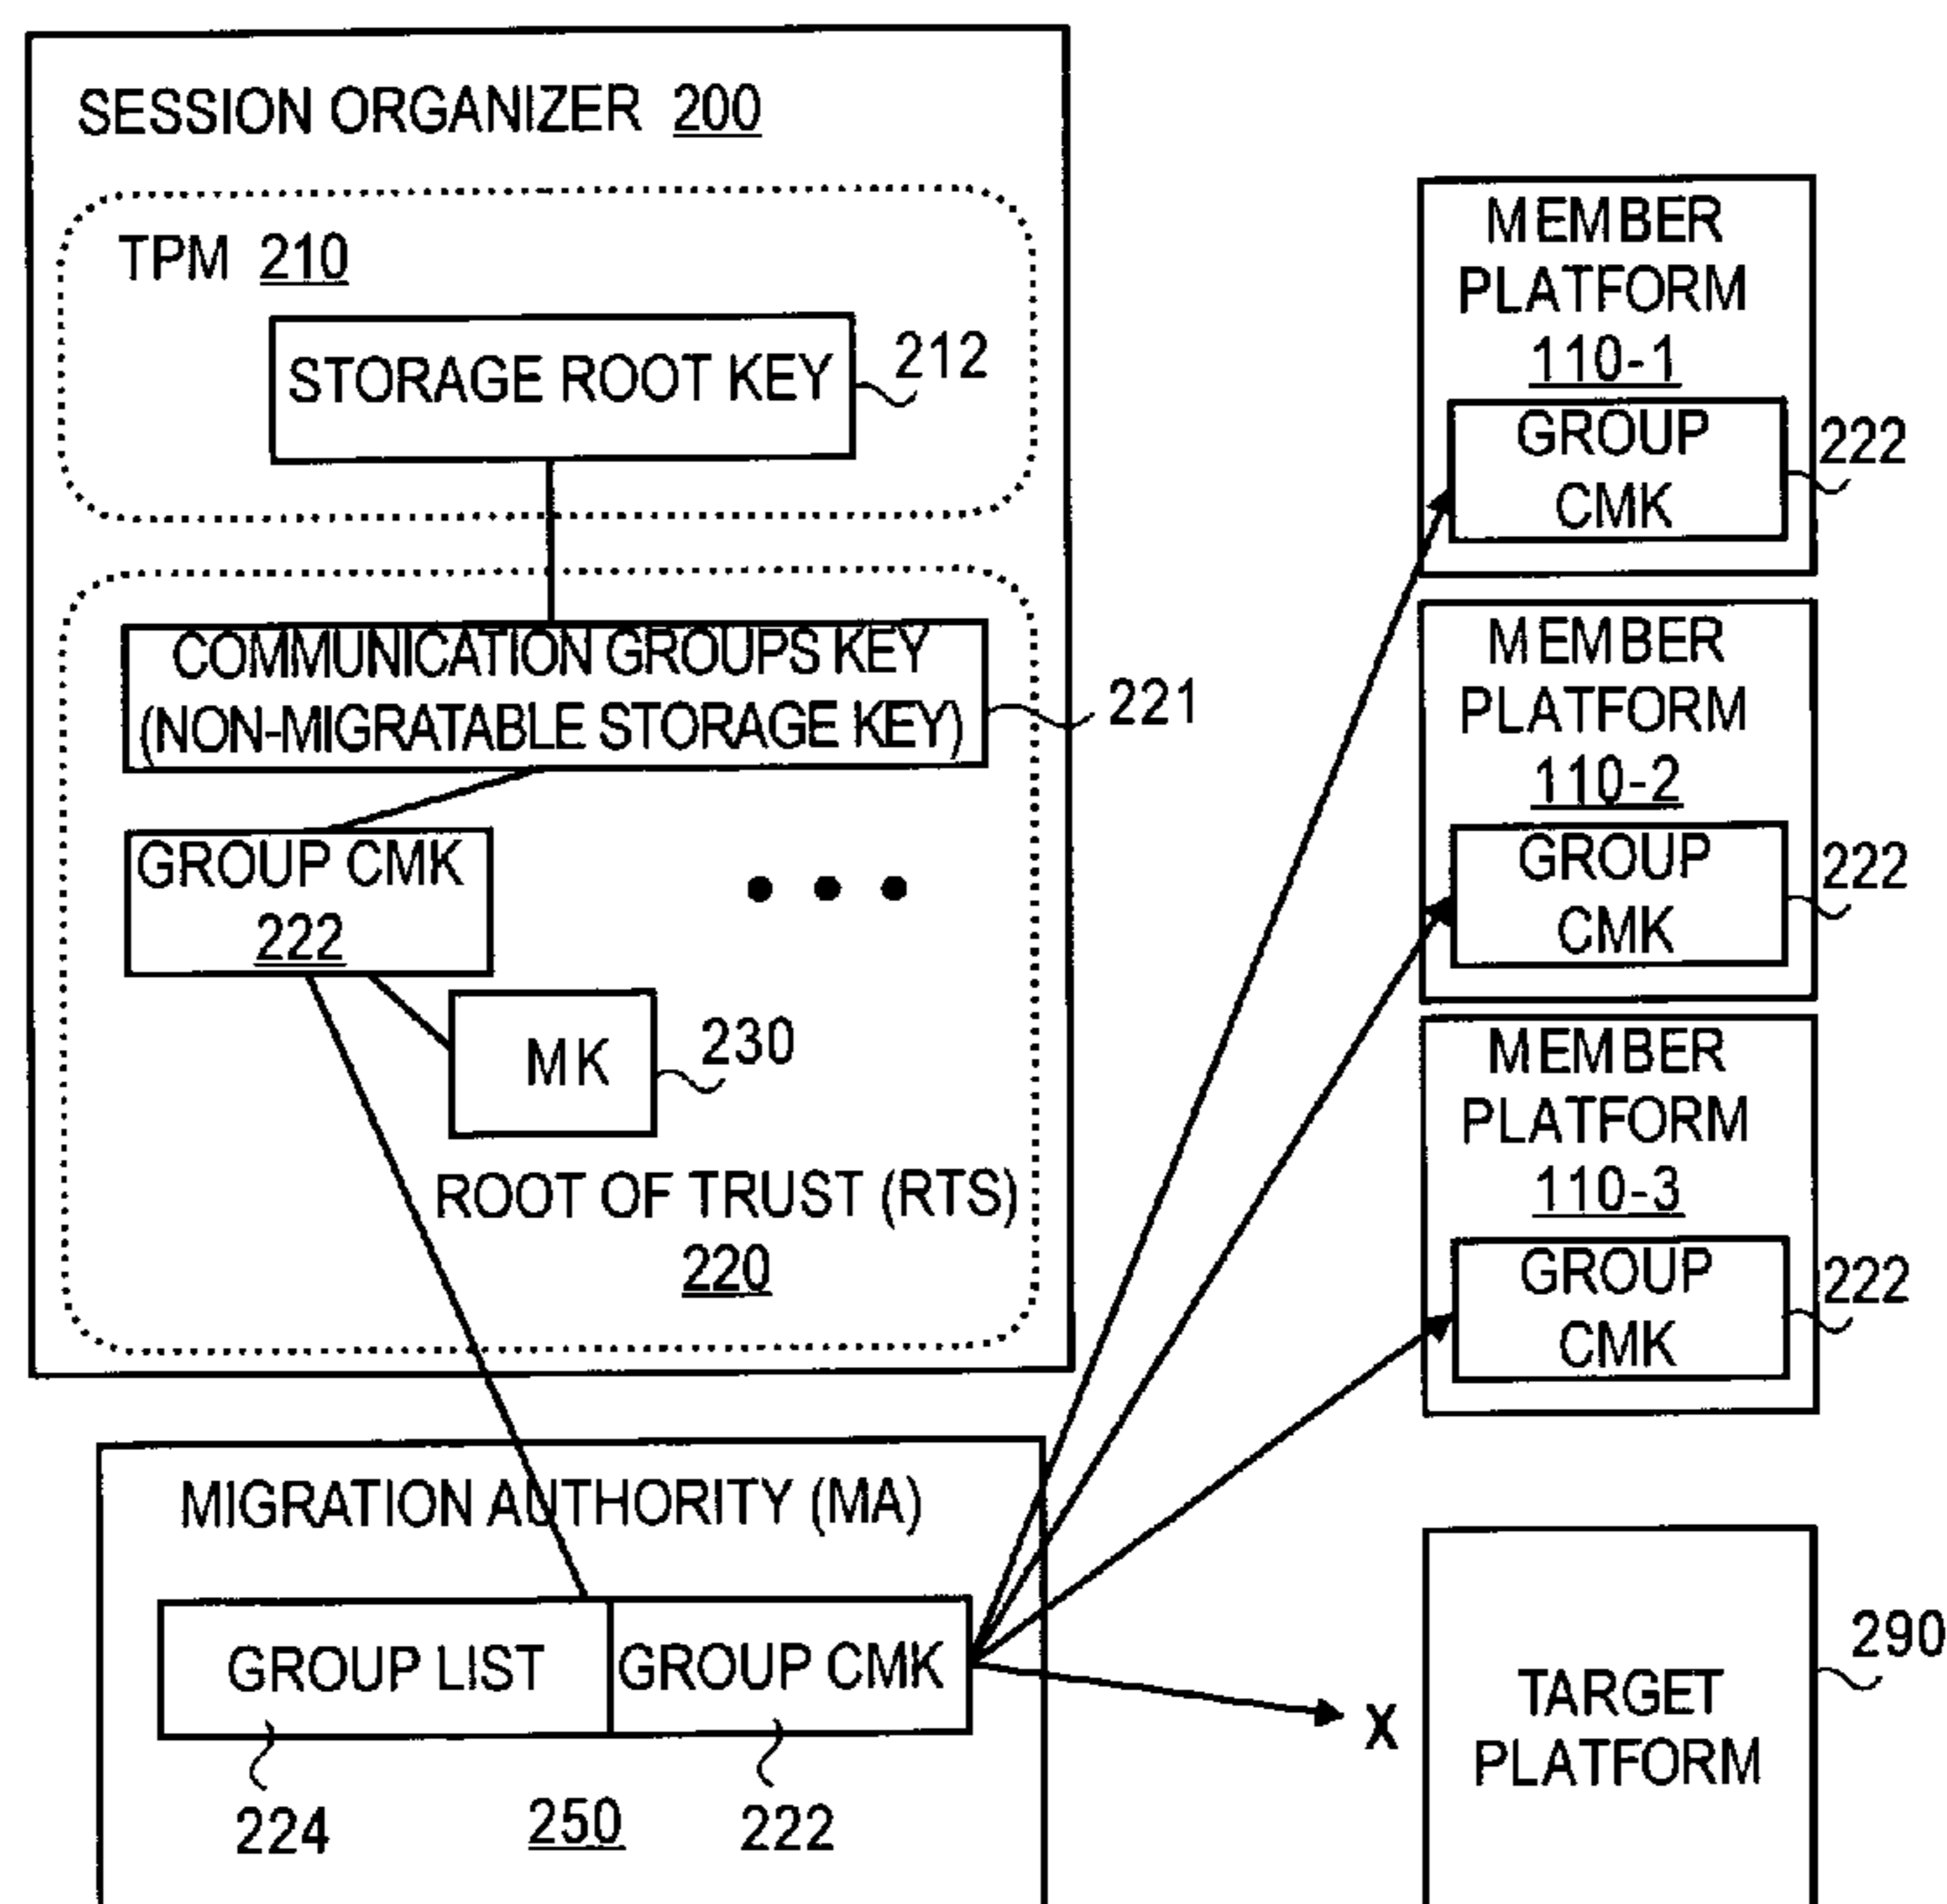 SESSION ORGANIZER 200
TPM 210
STORAGE ROOT KEY
212
COMMUNICATION GROUPS KEY
(NON-MIGRATABLE STORAGE KEY)
221
GROUP CMK
222
MK
230
ROOT OF TRUST (RTS)
220
MIGRATION AUTHORITY (MA)
GROUP LIST
GROUP CMK
224
250
222
MEMBER
PLATFORM
110-1
GROUP
CMK
222
MEMBER
PLATFORM
110-2
GROUP
CMK
222
MEMBER
PLATFORM
110-3
GROUP
CMK
222
X
TARGET
PLATFORM
290